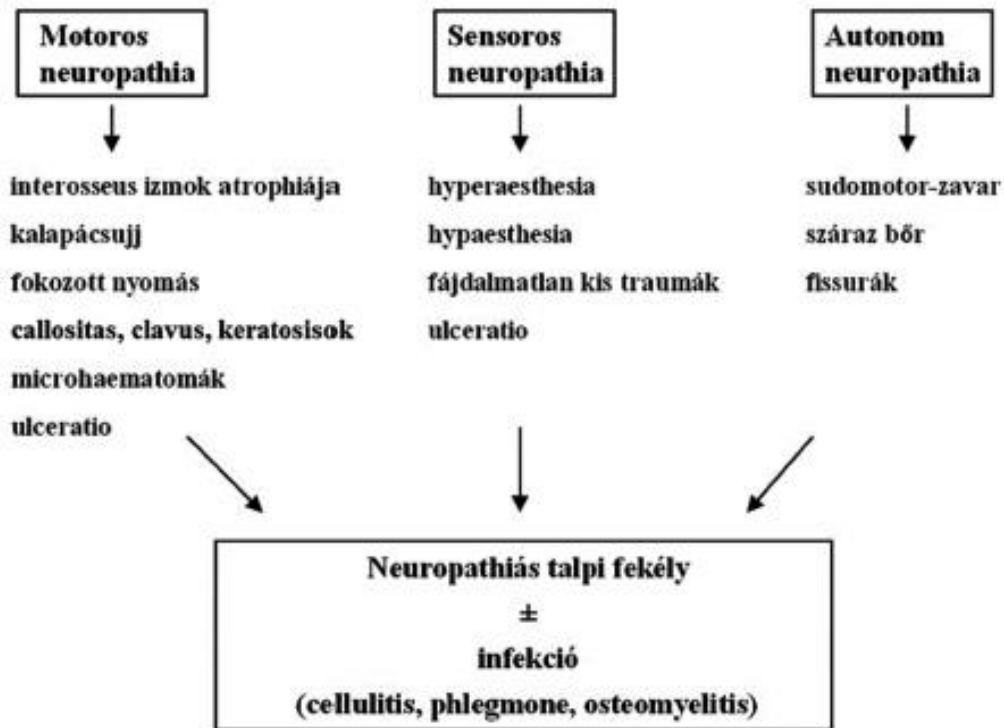 Motoros
neuropathia
interosseus izmok atrophiája
kalapácsujj
fokozott nyomás
callositas, clavus, keratosisok
microhaematomák
ulceratio
Sensoros
neuropathia
hyperaesthesia
hypaesthesia
fájdalmatlan kis traumák
ulceratio
Autonom
neuropathia
sudomotor-zavar
száraz bőr
fissurák
Neuropathiás talpi fekély
±
infekció
(cellulitis, phlegmone, osteomyelitis)